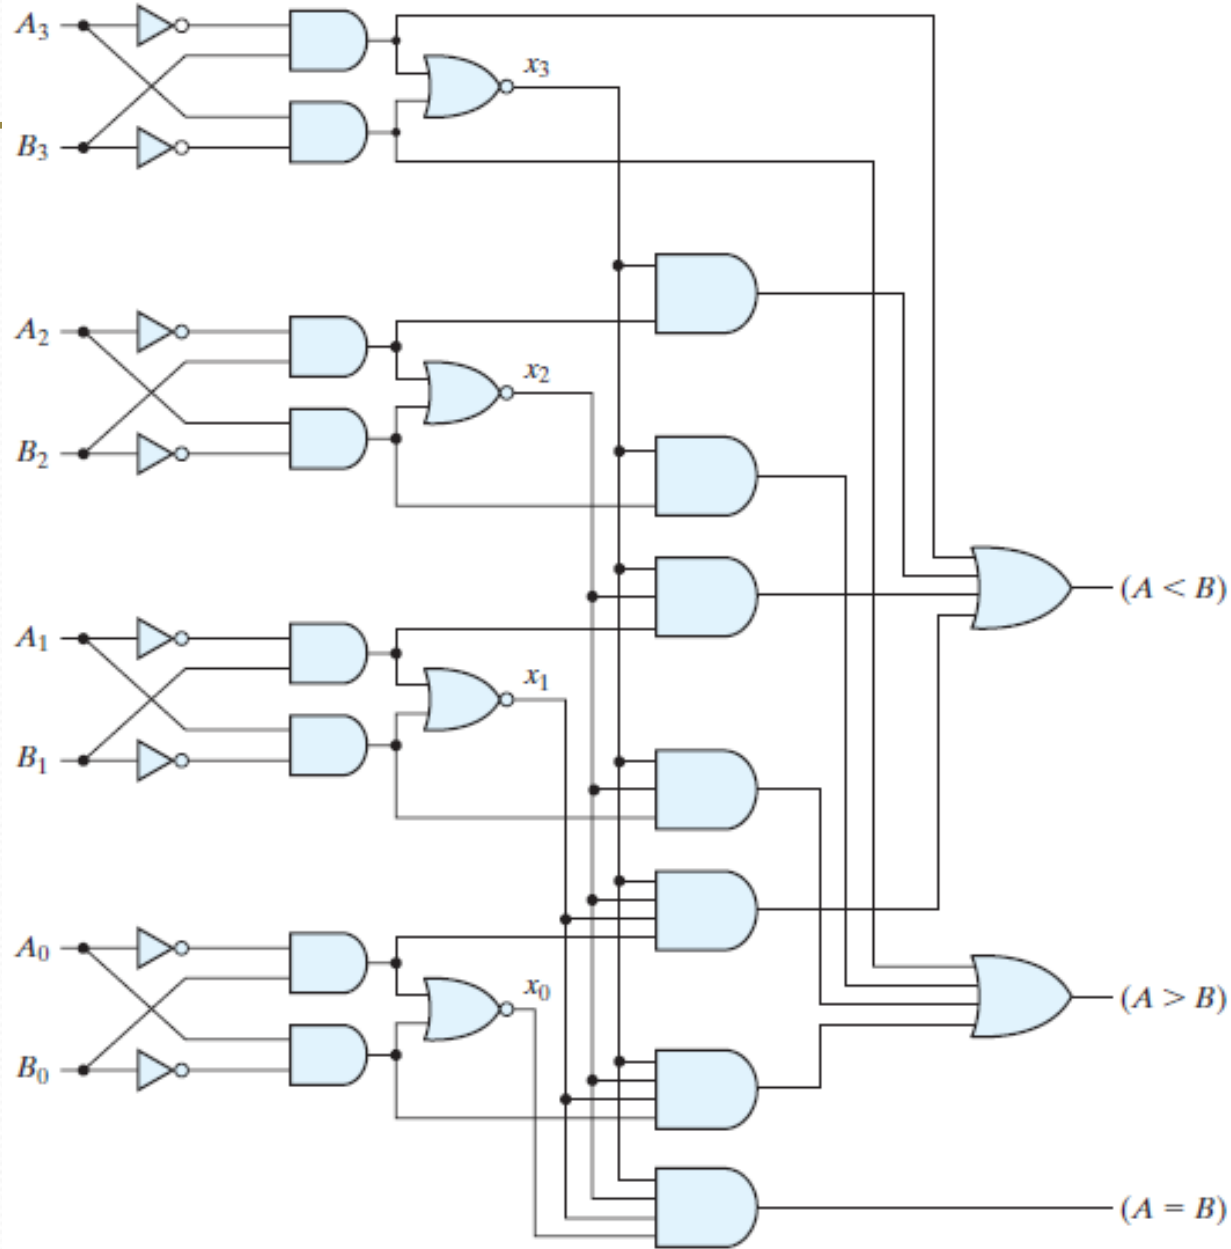 A₃
x₃
B₃
A₂
x₂
B₂
(A < B)
A₁
x₁
B₁
A₀
x₀
(A > B)
B₀
(A = B)